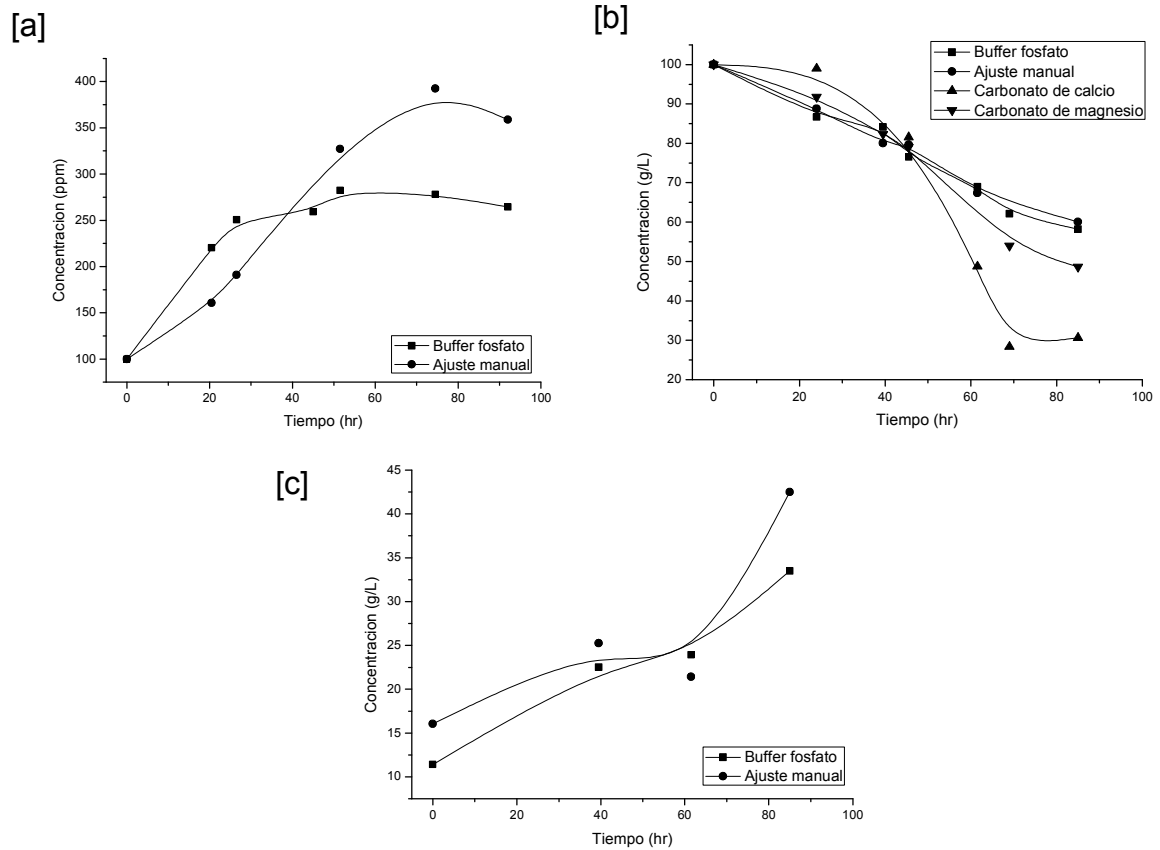 [a]
Concentracion (ppm)
400
350
300
250
200
150
100
0 20 40 60 80 100
Tiempo (hr)
Buffer fosfato
Ajuste manual
[b]
Concentracion (g/L)
100
90
80
70
60
50
40
30
20
0 20 40 60 80 100
Tiempo (hr)
Buffer fosfato
Ajuste manual
Carbonato de calcio
Carbonato de magnesio
[c]
Concentracion (g/L)
45
40
35
30
25
20
15
10
0 20 40 60 80 100
Tiempo (hr)
Buffer fosfato
Ajuste manual